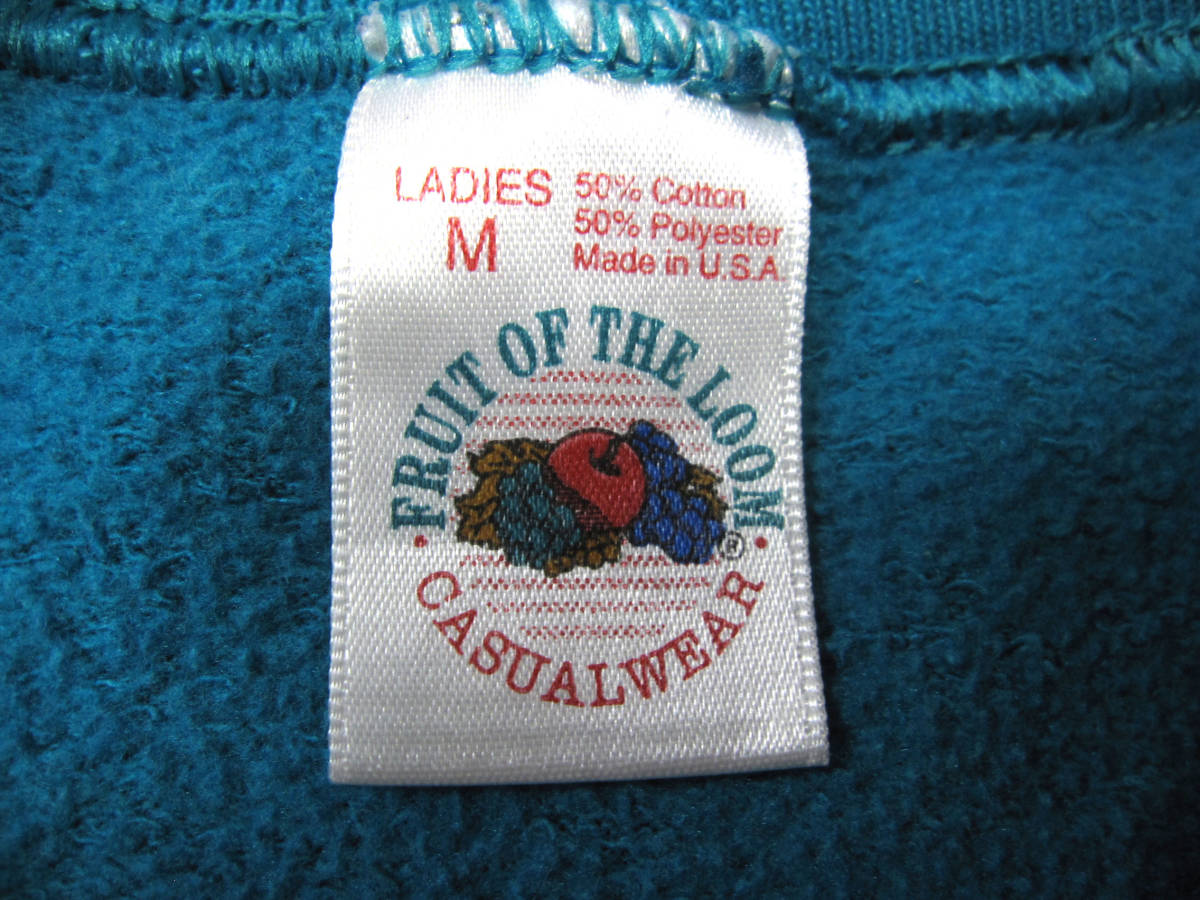 LADIES
M
50% Cotton
50% Polyester
Made in U.S.A
• FRUIT OF THE LOOM •
®
CASUALWEAR